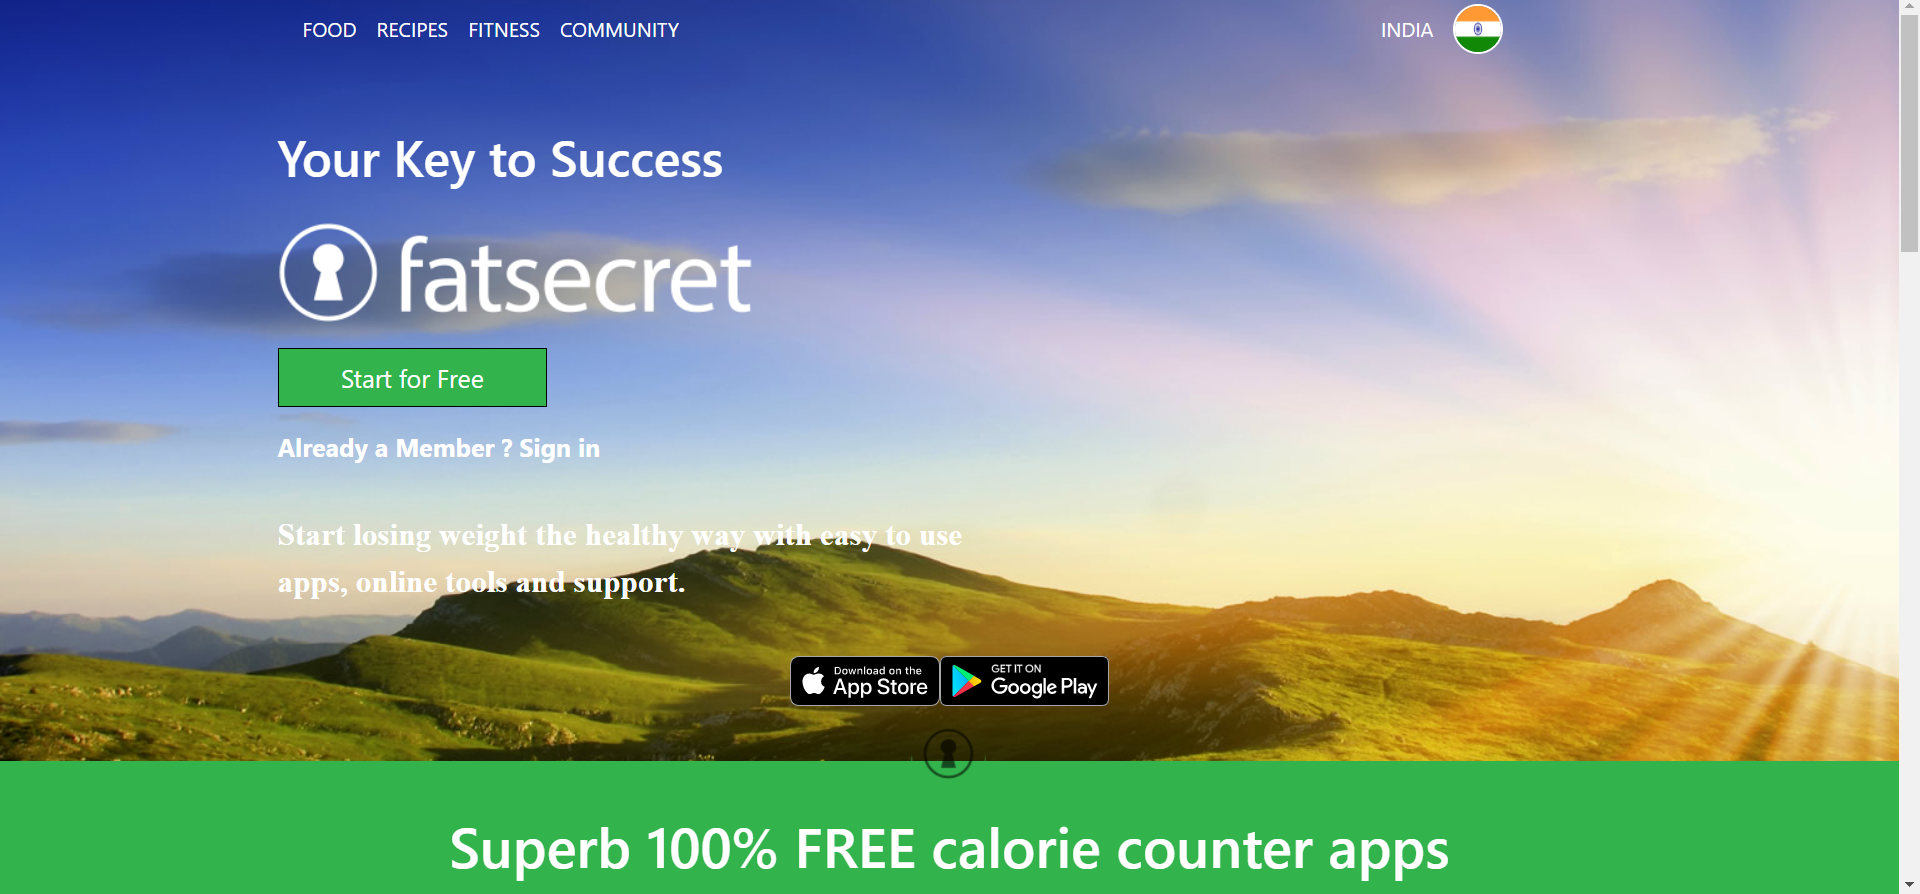 FOOD RECIPES FITNESS COMMUNITY INDIA
Your Key to Success
fatsecret
Start for Free
Already a Member ? Sign in
Start losing weight the healthy way with easy to use
apps, online tools and support.
Download on the
App Store
GET IT ON
Google Play
Superb 100% FREE calorie counter apps